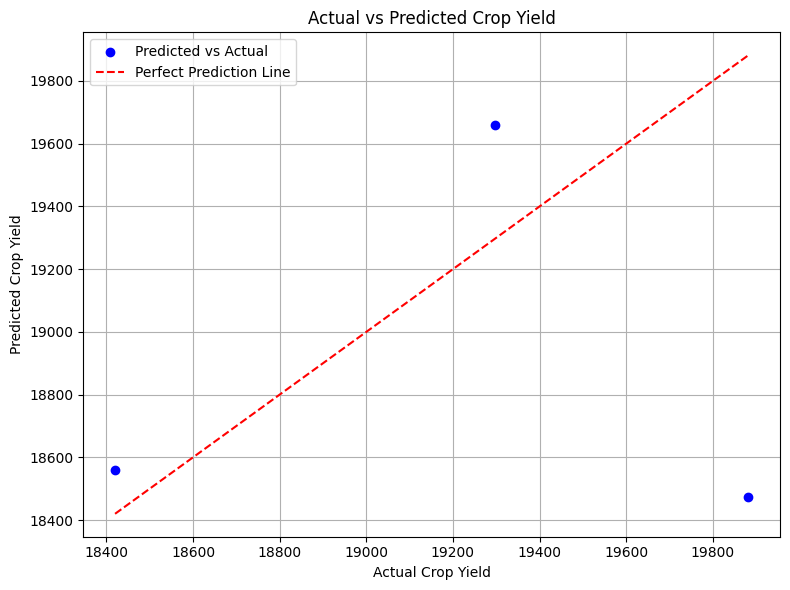 Actual vs Predicted Crop Yield
Predicted vs Actual
Perfect Prediction Line
19800
19600
19400
19200
19000
18800
18600
18400
Predicted Crop Yield
18400 18600 18800 19000 19200 19400 19600 19800
Actual Crop Yield